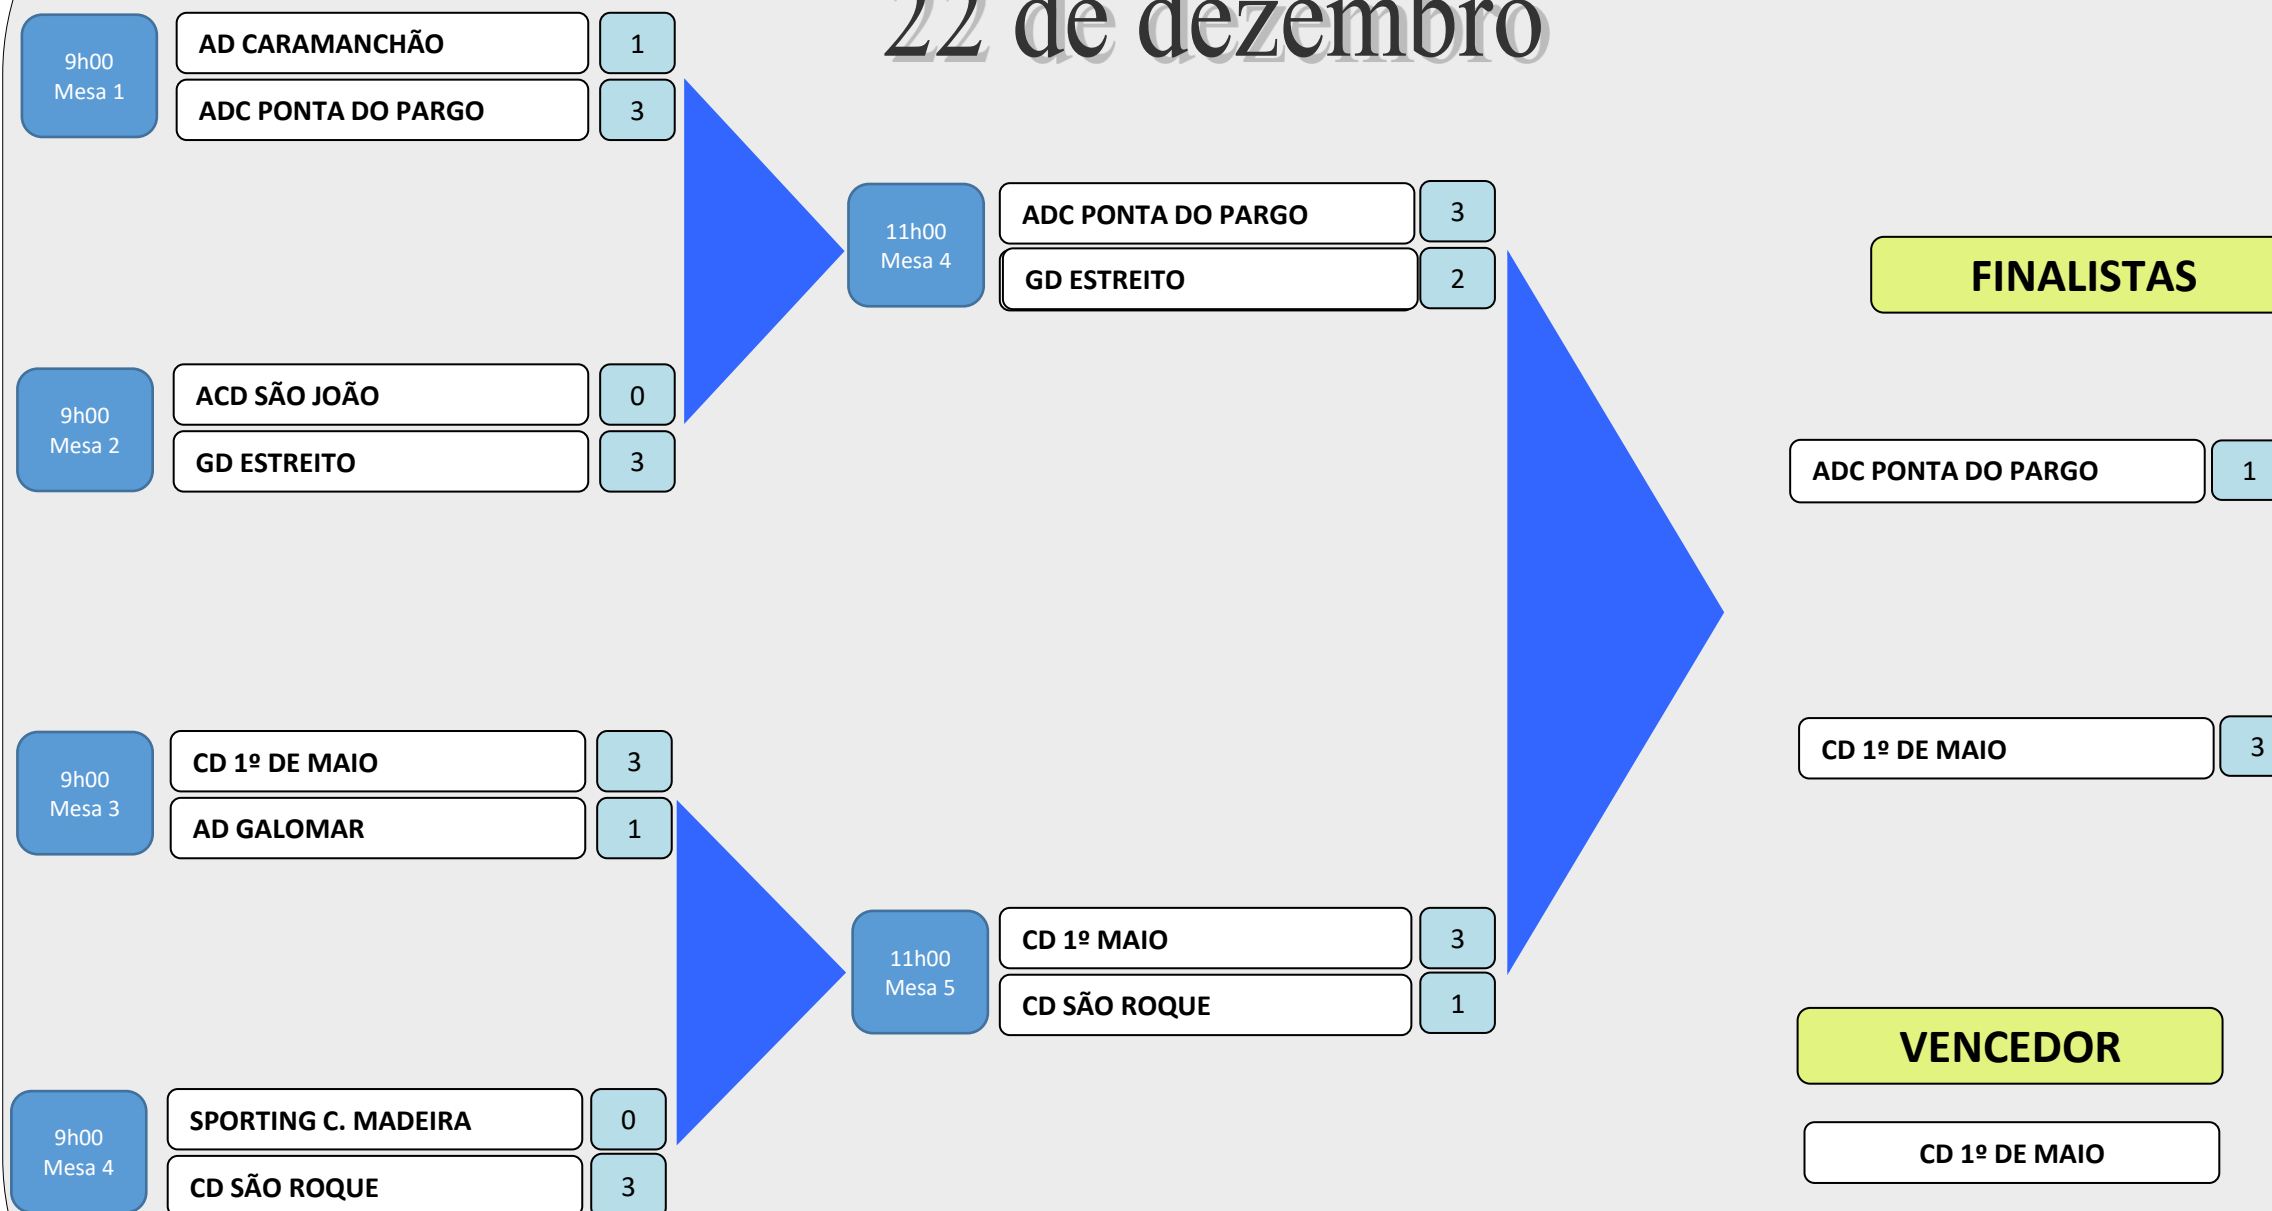 22 de dezembro
9h00
Mesa 1
AD CARAMANCHÃO 1
ADC PONTA DO PARGO 3
9h00
Mesa 2
ACD SÃO JOÃO 0
GD ESTREITO 3
9h00
Mesa 3
CD 1º DE MAIO 3
AD GALOMAR 1
9h00
Mesa 4
SPORTING C. MADEIRA 0
CD SÃO ROQUE 3
11h00
Mesa 4
ADC PONTA DO PARGO 3
GD ESTREITO 2
11h00
Mesa 5
CD 1º MAIO 3
CD SÃO ROQUE 1
FINALISTAS
ADC PONTA DO PARGO 1
CD 1º DE MAIO 3
VENCEDOR
CD 1º DE MAIO